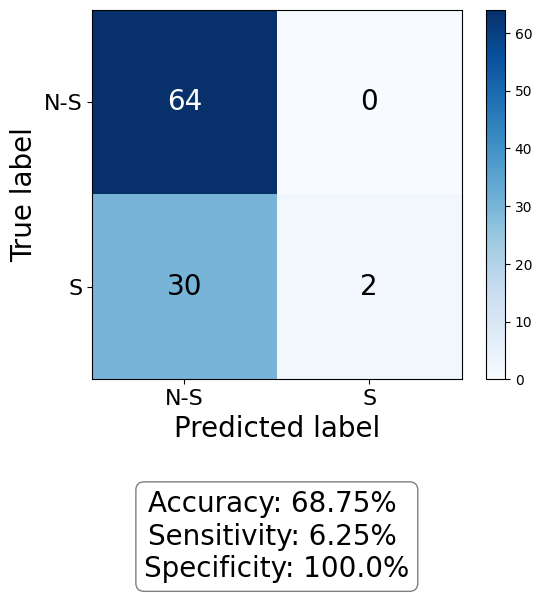 60
50
40
30
20
10
0
N-S
64
0
S
30
2
True label
N-S
S
Predicted label
Accuracy: 68.75%
Sensitivity: 6.25%
Specificity: 100.0%